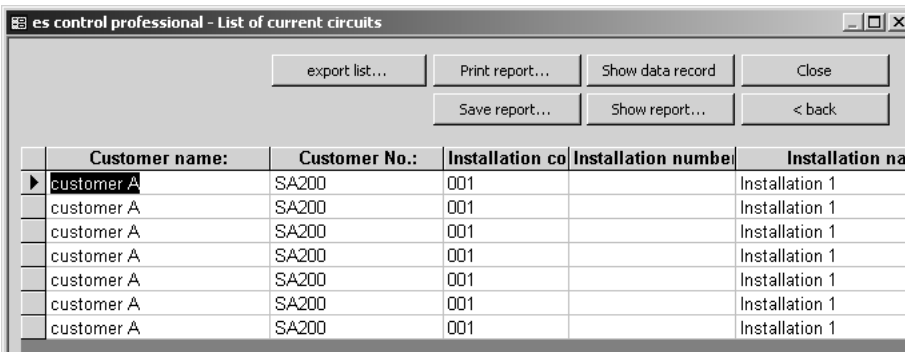 es control professional - List of current circuits
export list... Print report... Show data record Close
Save report... Show report... < back
Customer name: Customer No.: Installation co Installation number Installation na
customer A SA200 001 Installation 1
customer A SA200 001 Installation 1
customer A SA200 001 Installation 1
customer A SA200 001 Installation 1
customer A SA200 001 Installation 1
customer A SA200 001 Installation 1
customer A SA200 001 Installation 1